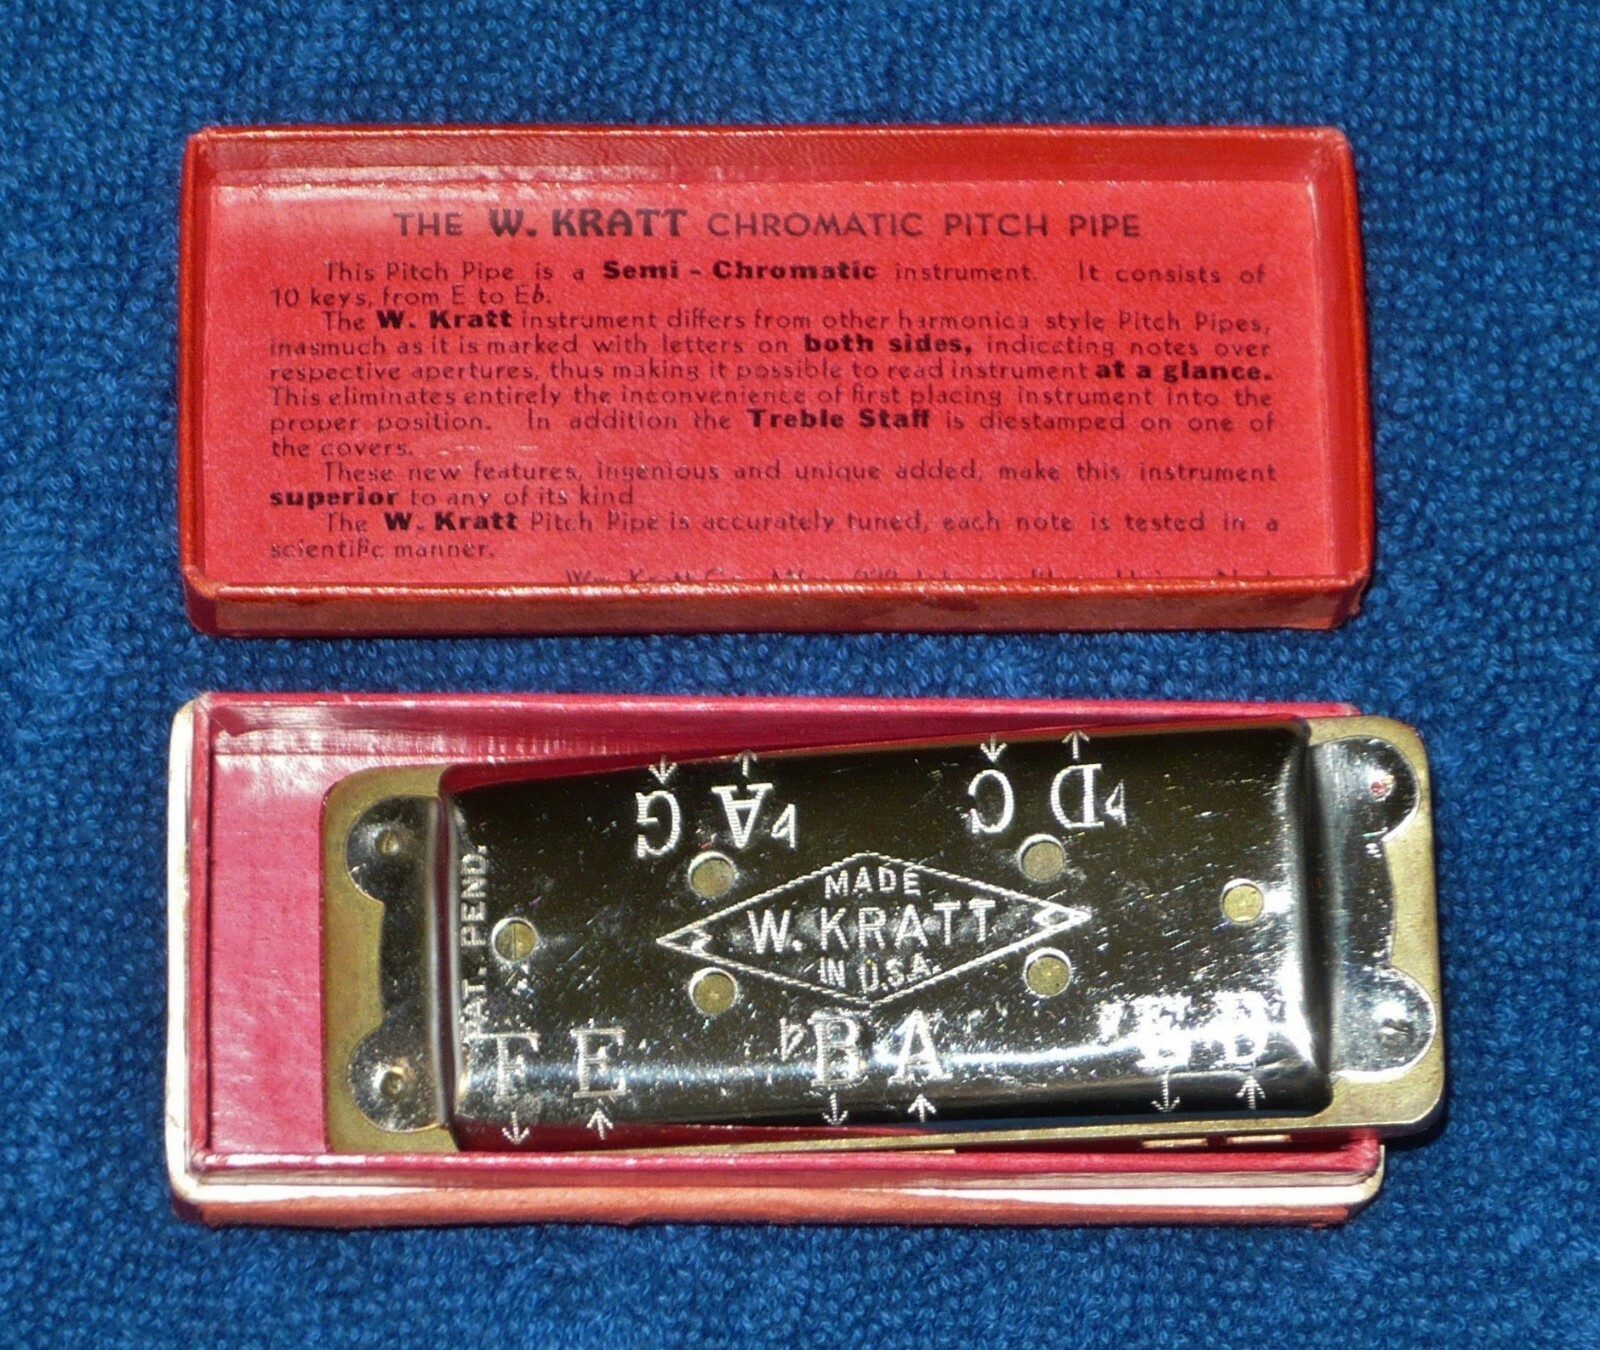 THE W. KRATT CHROMATIC PITCH PIPE
This Pitch Pipe is a Semi - Chromatic instrument. It consists of
10 keys, from E to E♭.
The W. Kratt instrument differs from other harmonica style Pitch Pipes,
inasmuch as it is marked with letters on both sides, indicating notes over
respective apertures, thus making it possible to read instrument at a glance.
This eliminates entirely the inconvenience of first placing instrument into the
proper position. In addition the Treble Staff is diestamped on one of
the covers.
These new features, ingenious and unique added, make this instrument
superior to any of its kind
The W. Kratt Pitch Pipe is accurately tuned, each note is tested in a
scientific manner.
Wm. Kratt Co.
G ♭A C ♭D
PAT. PEND.
MADE
W. KRATT
IN U.S.A.
F E ♭B A ♭E D